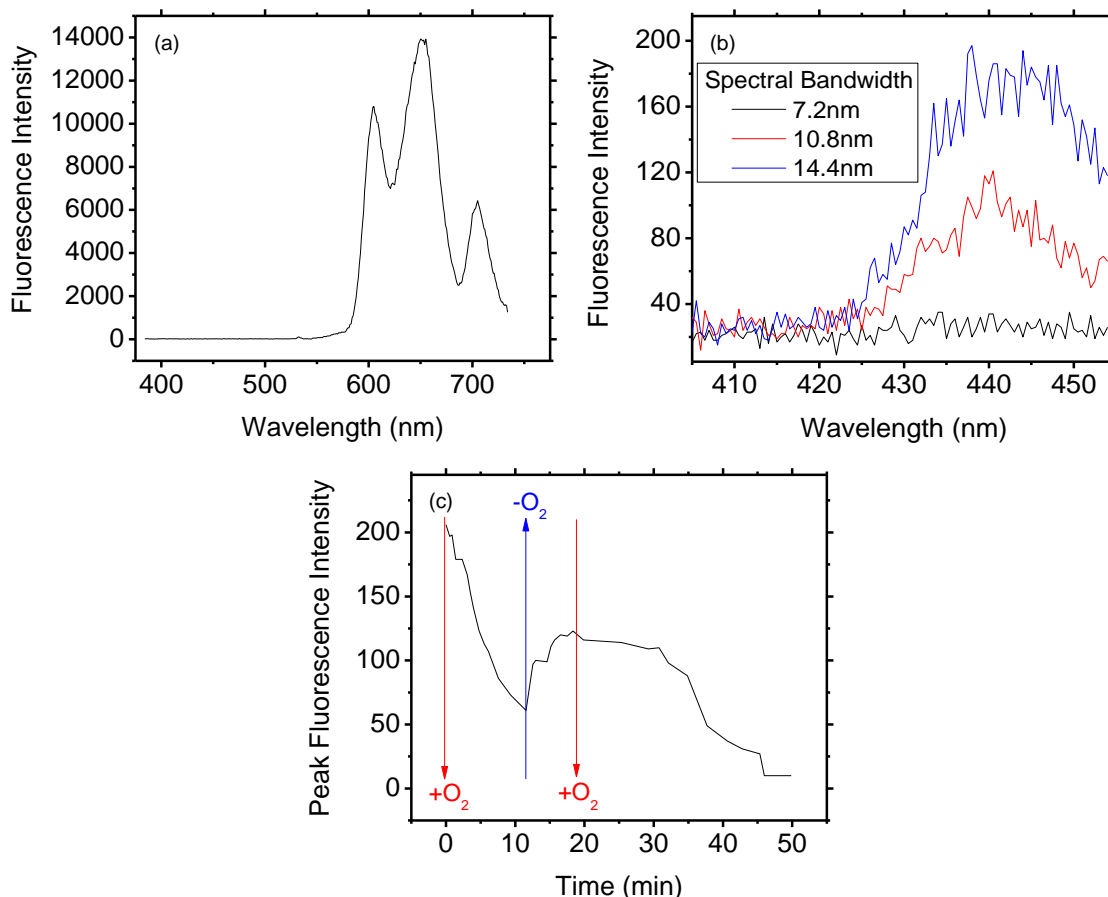 (a)
Fluorescence Intensity
14000
12000
10000
8000
6000
4000
2000
0
400 500 600 700
Wavelength (nm)
(b)
Fluorescence Intensity
200
160
120
80
40
Spectral Bandwidth
7.2nm
10.8nm
14.4nm
410 420 430 440 450
Wavelength (nm)
(c)
Peak Fluorescence Intensity
200
150
100
50
0
-O2
+O2
+O2
0 10 20 30 40 50
Time (min)